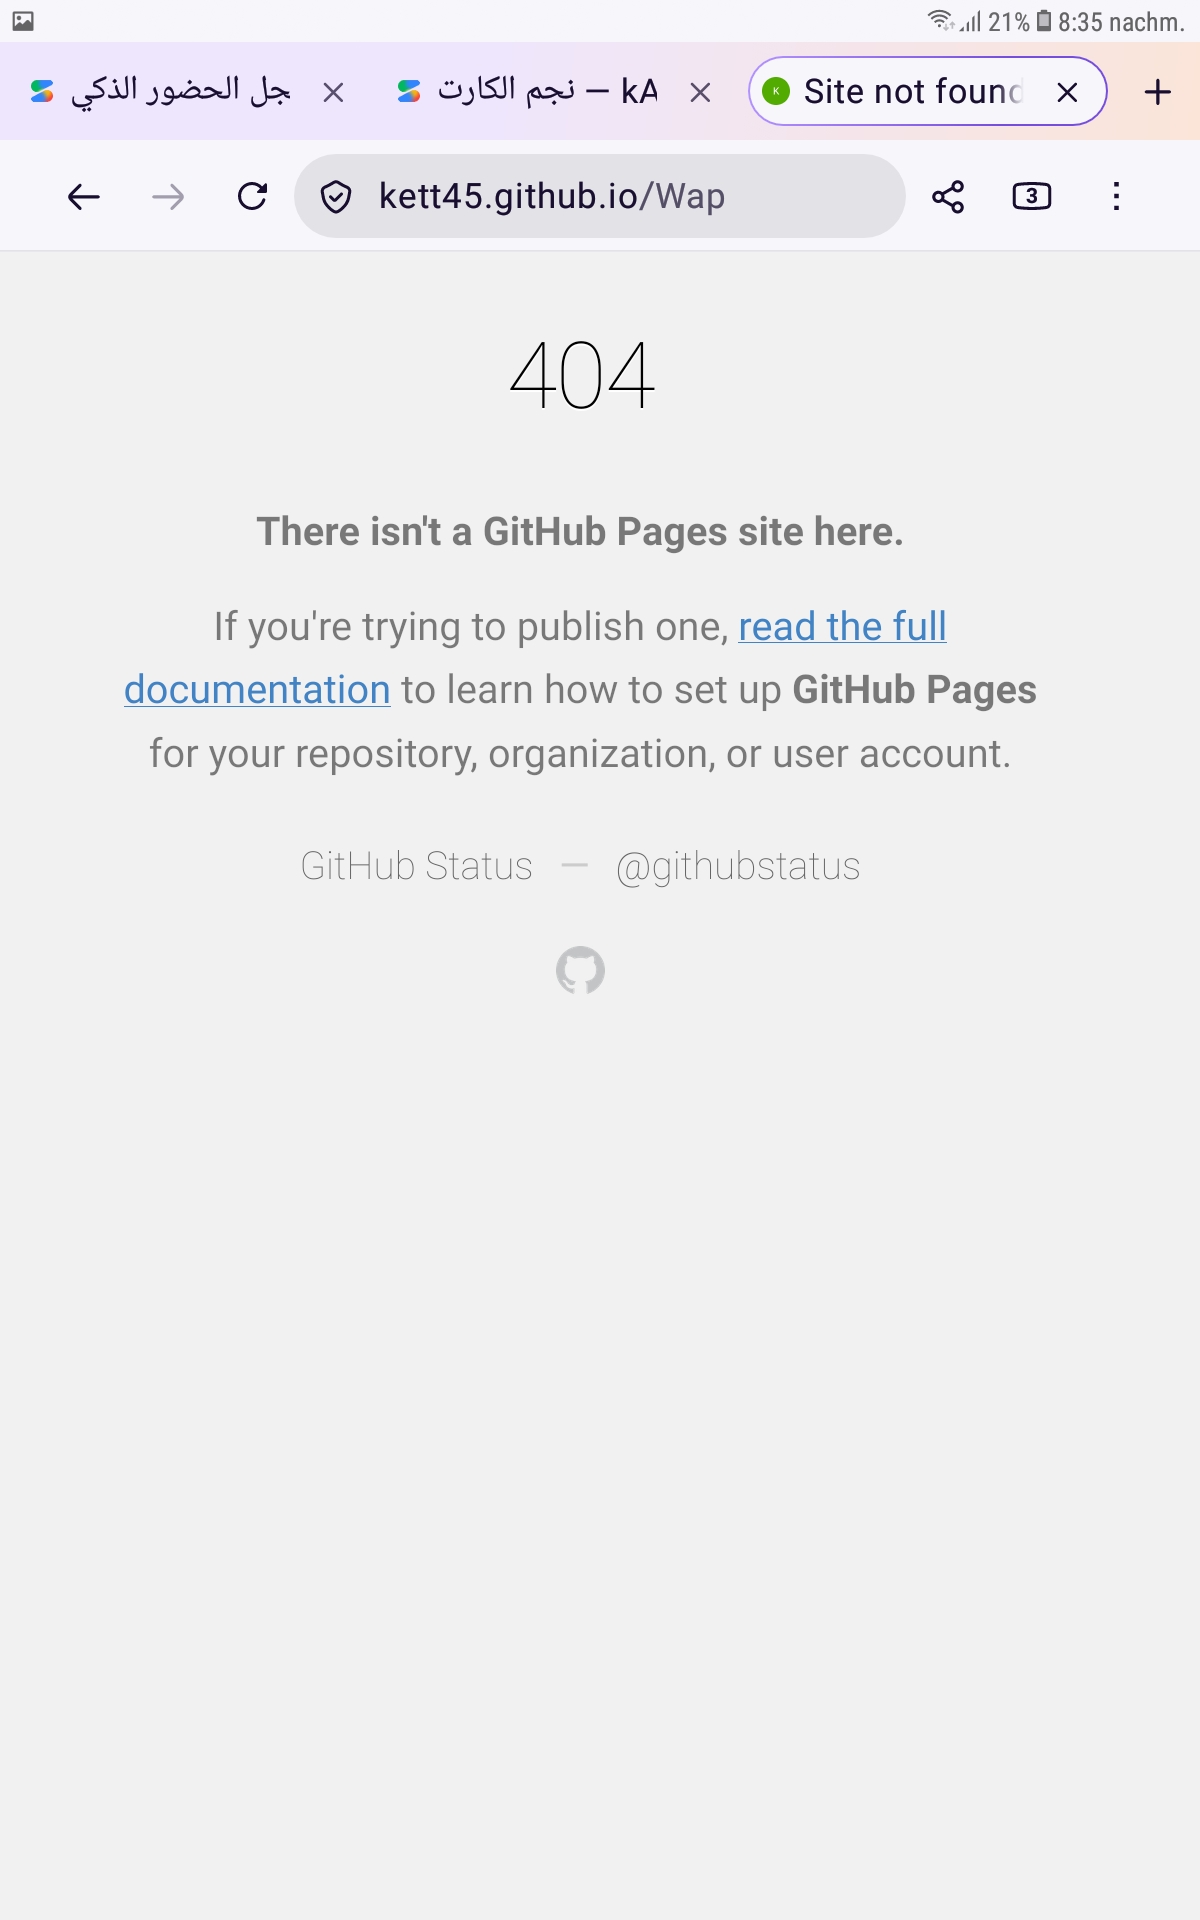 21% 8:35 nachm.
جل الحضور الذكي
نجم الكارت — kA
Site not found
kett45.github.io/Wap
3
404
There isn't a GitHub Pages site here.
If you're trying to publish one, read the full
documentation to learn how to set up GitHub Pages
for your repository, organization, or user account.
GitHub Status — @githubstatus